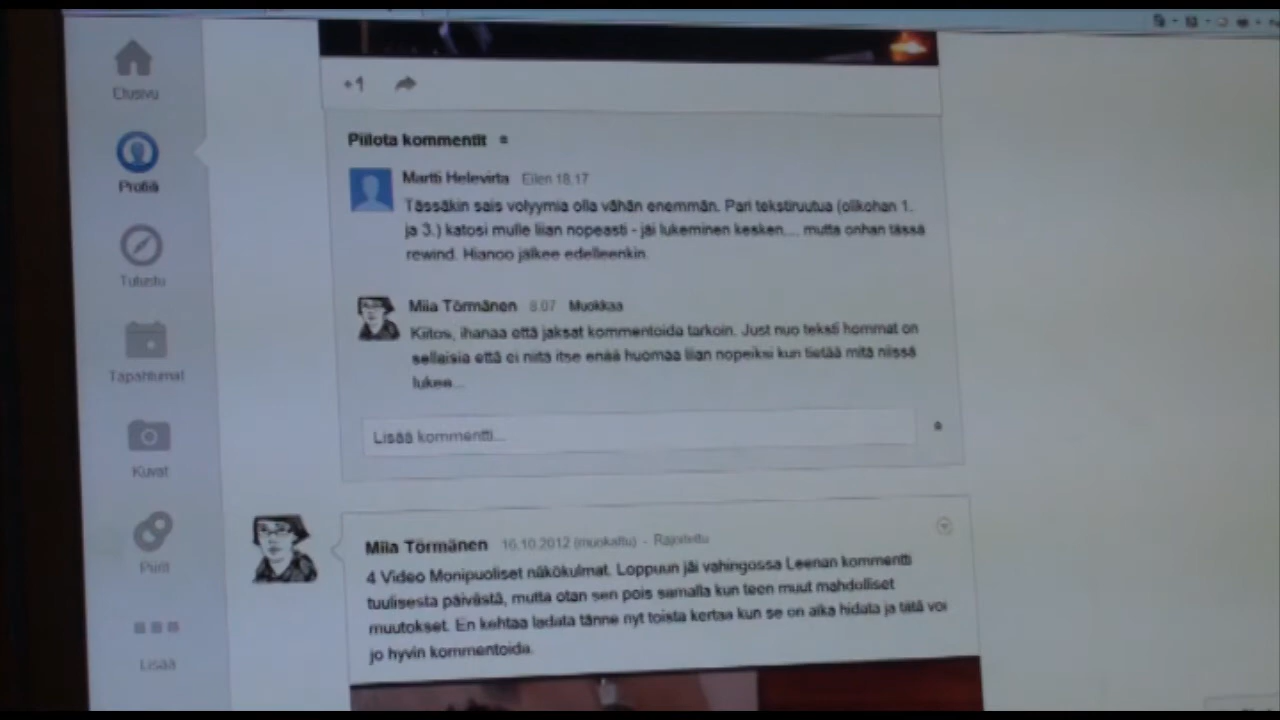 Etusivu
Profiili
Tutustu
Tapahtumat
Kuvat
Piirit
Lisää
+1
Piilota kommentit
Martti Helevirta Eilen 18.17
Tässäkin sais volyymia olla vähän enemmän. Pari tekstiruutua (olikohan 1.
ja 3.) katosi mulle liian nopeasti - jäi lukeminen kesken.... mutta onhan tässä
rewind. Hianoo jälkee edelleenkin.
Miia Törmänen 8.07 Muokkaa
Kiitos, ihanaa että jaksat kommentoida tarkoin. Just nuo teksti hommat on
sellaisia että ei niitä itse enää huomaa liian nopeiksi kun tietää mitä niissä
lukee...
Lisää kommentti...
Miia Törmänen 16.10.2012 (muokattu) - Rajoitettu
4 Video Monipuoliset näkökulmat. Loppuun jäi vahingossa Leenan kommentti
tuulisesta päivästä, mutta otan sen pois samalla kun teen muut mahdolliset
muutokset. En kehtaa ladata tänne nyt toista kertaa kun se on aika hidata ja tätä voi
jo hyvin kommentoida.